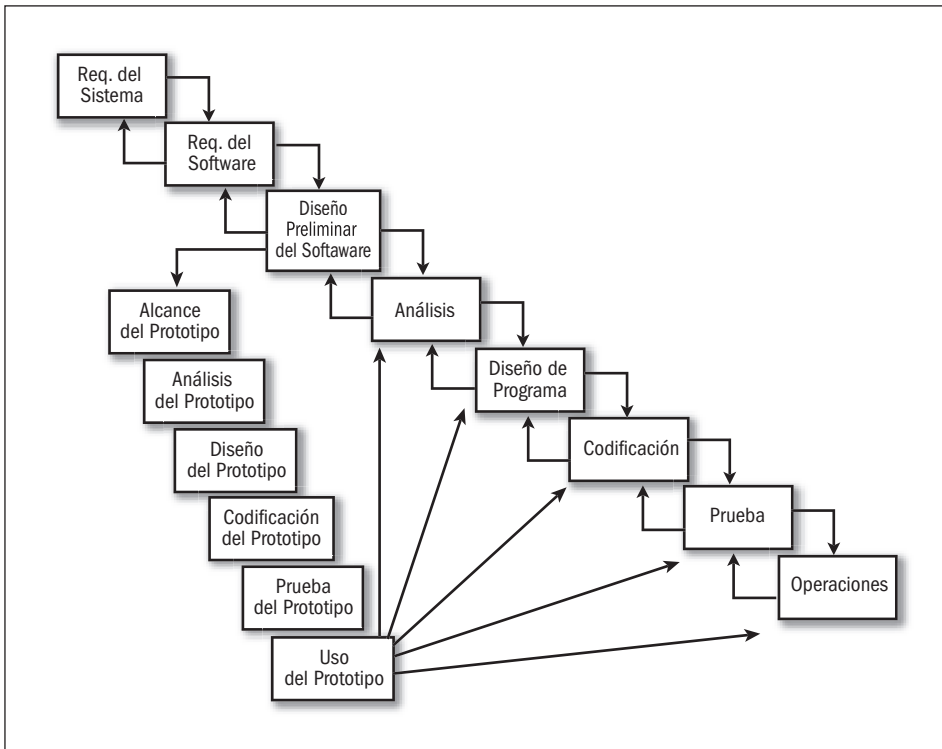 Req. del
Sistema
Req. del
Software
Diseño
Preliminar
del Softaware
Alcance
del Prototipo
Análisis
Análisis
del Prototipo
Diseño de
Programa
Diseño
del Prototipo
Codificación
Codificación
del Prototipo
Prueba
Prueba
del Prototipo
Operaciones
Uso
del Prototipo